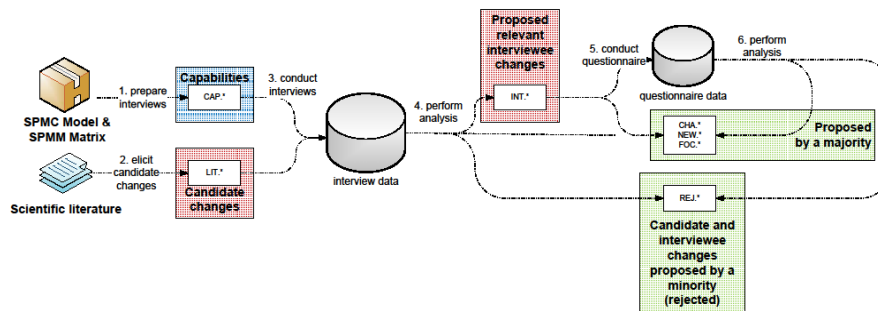 SPMC Model &
SPMM Matrix
1. prepare
interviews
Capabilities
CAP.*
3. conduct
interviews
Scientific literature
2. elicit
candidate
changes
LIT.*
Candidate
changes
interview data
4. perform
analysis
Proposed
relevant
interviewee
changes
INT.*
5. conduct
questionnaire
questionnaire data
6. perform
analysis
CHA.*
NEW.*
FOC.*
Proposed
by a majority
REJ.*
Candidate and
interviewee
changes
proposed by a
minority
(rejected)